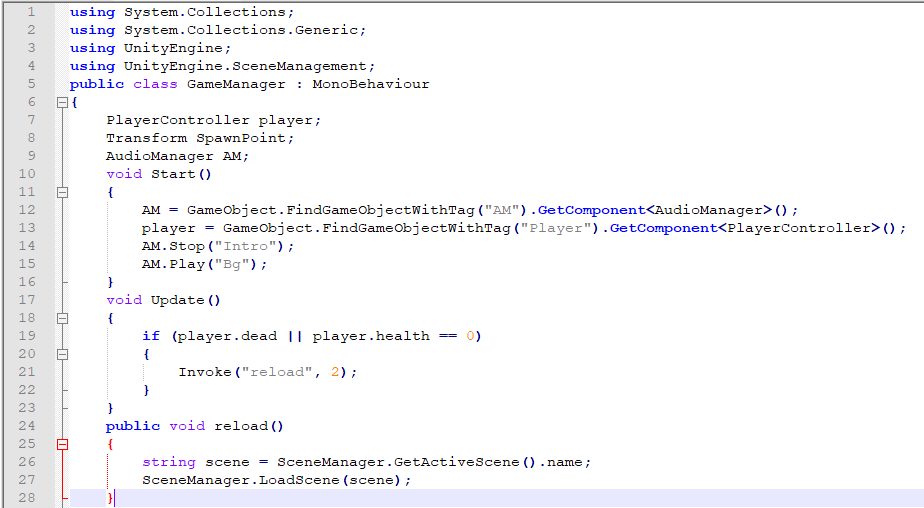 1 using System.Collections;
2 using System.Collections.Generic;
3 using UnityEngine;
4 using UnityEngine.SceneManagement;
5 public class GameManager : MonoBehaviour
6 {
7 PlayerController player;
8 Transform SpawnPoint;
9 AudioManager AM;
10 void Start()
11 {
12 AM = GameObject.FindGameObjectWithTag("AM").GetComponent<AudioManager>();
13 player = GameObject.FindGameObjectWithTag("Player").GetComponent<PlayerController>();
14 AM.Stop("Intro");
15 AM.Play("Bg");
16 }
17 void Update()
18 {
19 if (player.dead || player.health == 0)
20 {
21 Invoke("reload", 2);
22 }
23 }
24 public void reload()
25 {
26 string scene = SceneManager.GetActiveScene().name;
27 SceneManager.LoadScene(scene);
28 }